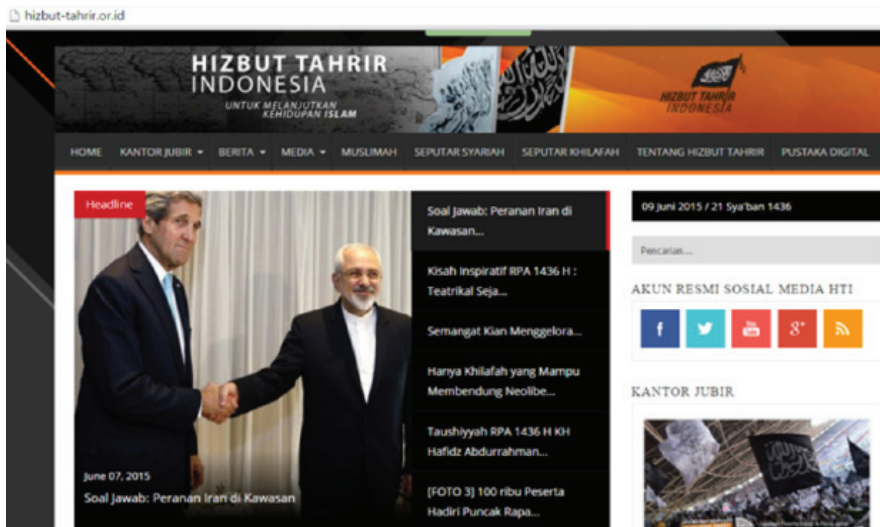 hizbut-tahrir.or.id
HIZBUT TAHRIR
INDONESIA
UNTUK MELANJUTKAN
KEHIDUPAN ISLAM
HIZBUT TAHRIR
INDONESIA
HOME KANTOR JUBIR BERITA MEDIA MUSLIMAH SEPUTAR SYARIAH SEPUTAR KHILAFAH TENTANG HIZBUT TAHRIR PUSTAKA DIGITAL
Headline
June 07, 2015
Soal Jawab: Peranan Iran di Kawasan
Soal Jawab: Peranan Iran di
Kawasan...
Kisah Inspiratif RPA 1436 H :
Teatrikal Seja...
Semangat Kian Menggelora...
Hanya Khilafah yang Mampu
Membendung Neolibe...
Taushiyyah RPA 1436 H KH
Hafidz Abdurrahman...
[FOTO 3] 100 ribu Peserta
Hadiri Puncak Rapa...
09 Juni 2015 / 21 Sya'ban 1436
Pencarian...
AKUN RESMI SOSIAL MEDIA HTI
KANTOR JUBIR